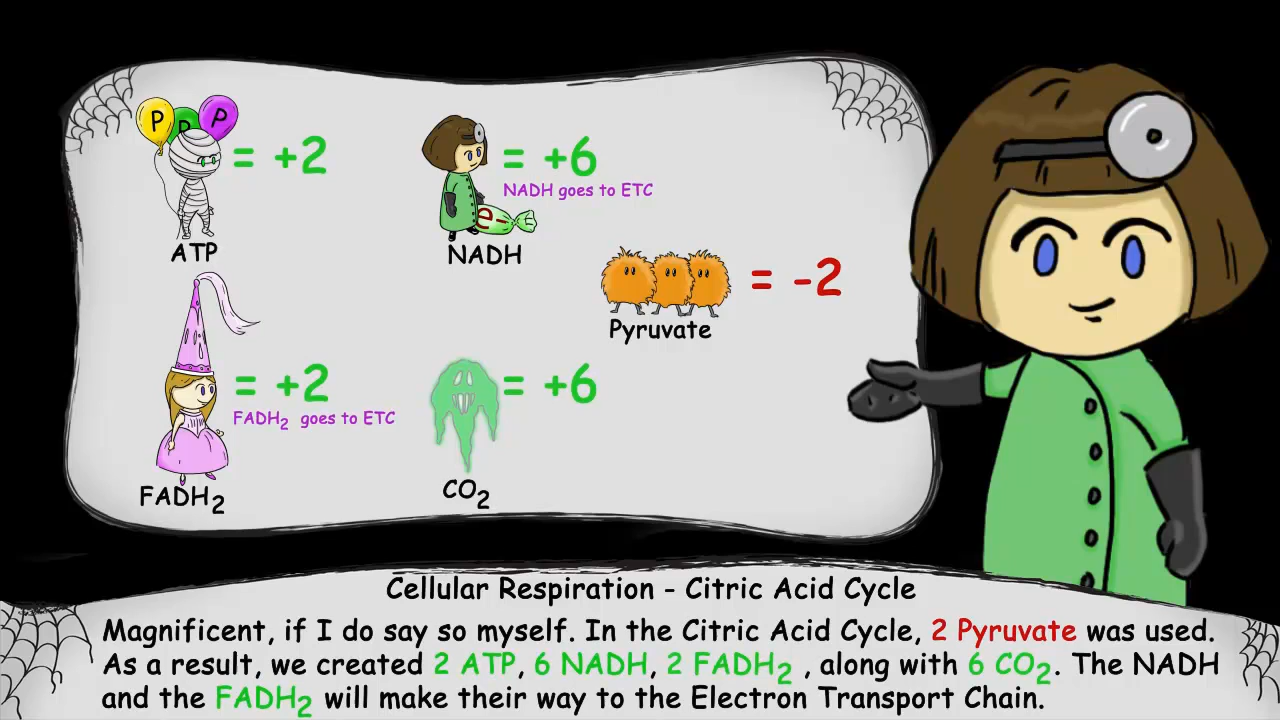 P P P
= +2
ATP
e-
= +6
NADH goes to ETC
NADH
= -2
Pyruvate
= +2
FADH₂ goes to ETC
FADH₂
= +6
CO₂
Cellular Respiration - Citric Acid Cycle
Magnificent, if I do say so myself. In the Citric Acid Cycle, 2 Pyruvate was used.
As a result, we created 2 ATP, 6 NADH, 2 FADH₂ , along with 6 CO₂. The NADH
and the FADH₂ will make their way to the Electron Transport Chain.